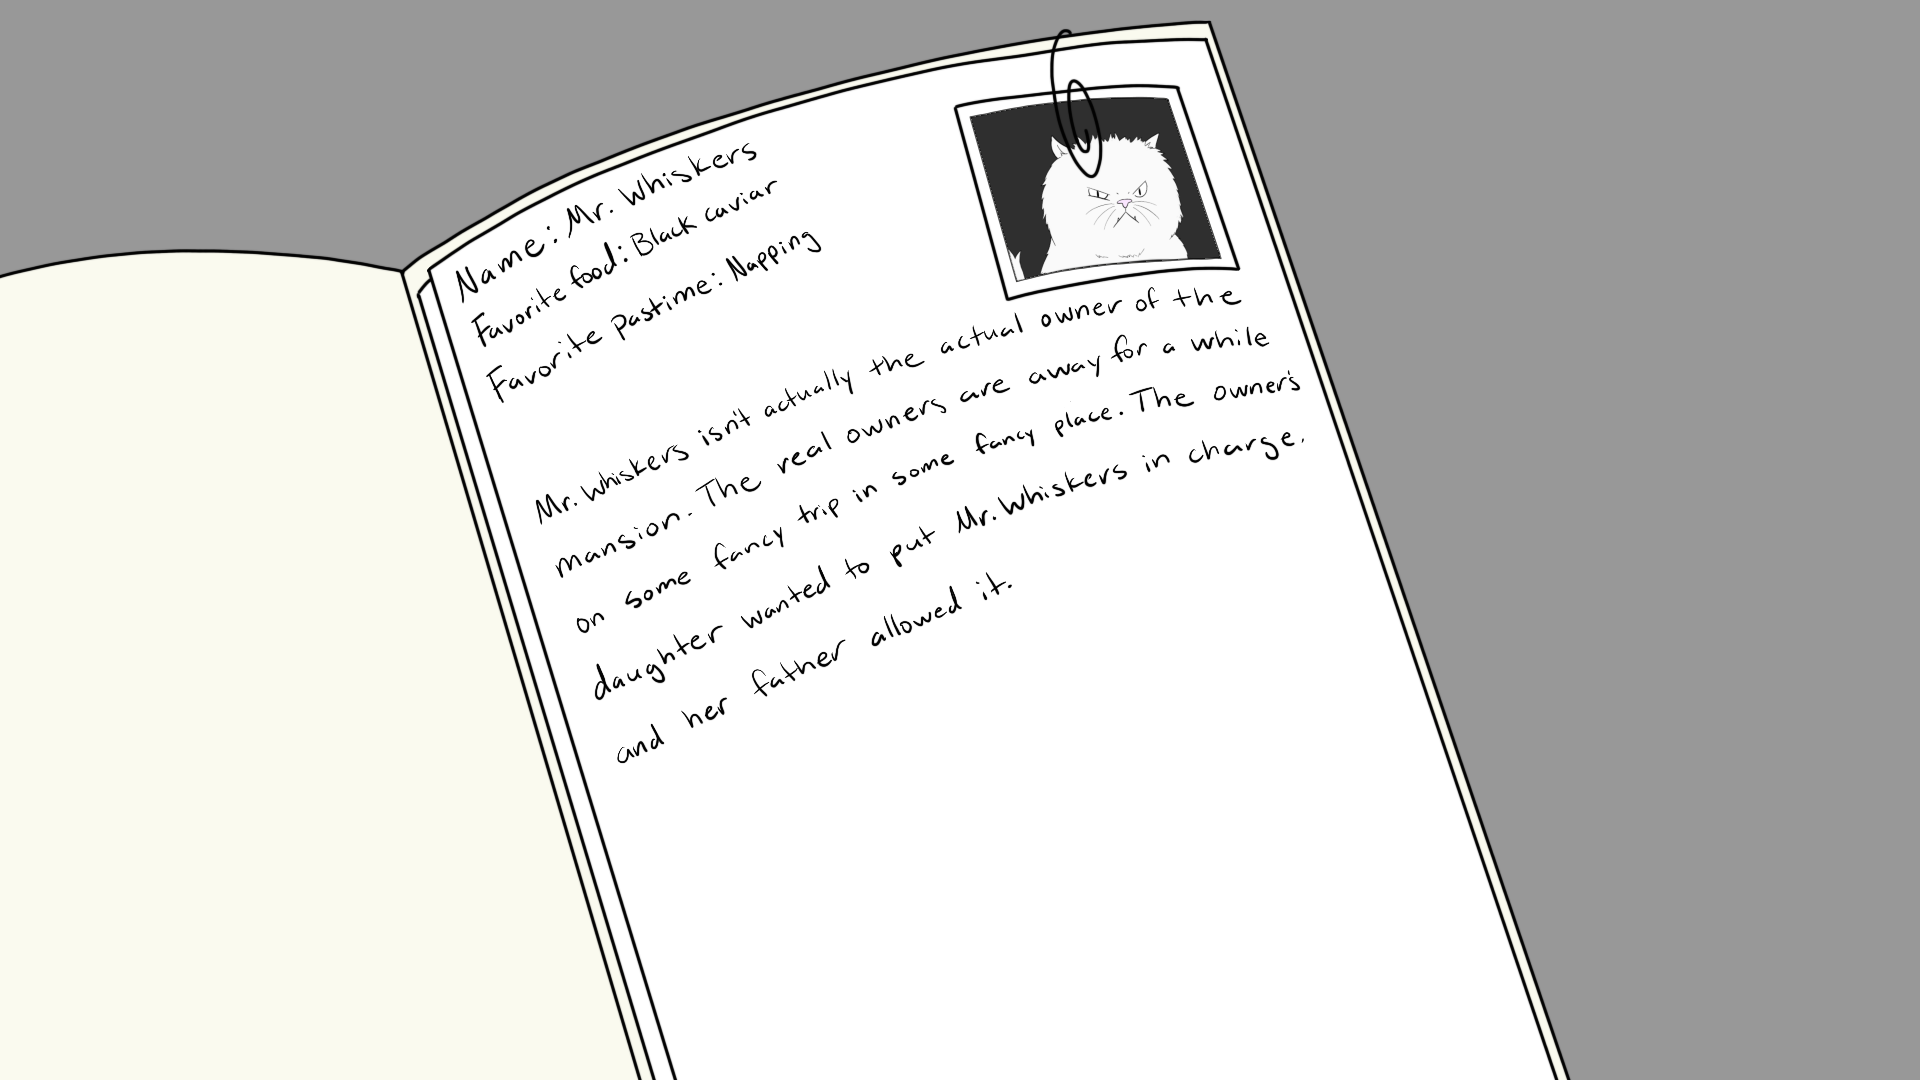 Name: Mr. Whiskers
Favorite food: Black caviar
Favorite pastime: Napping
Mr. Whiskers isn't actually the actual owner of the
mansion. The real owners are away for a while
on some fancy trip in some fancy place. The owner's
daughter wanted to put Mr. Whiskers in charge.
and her father allowed it.